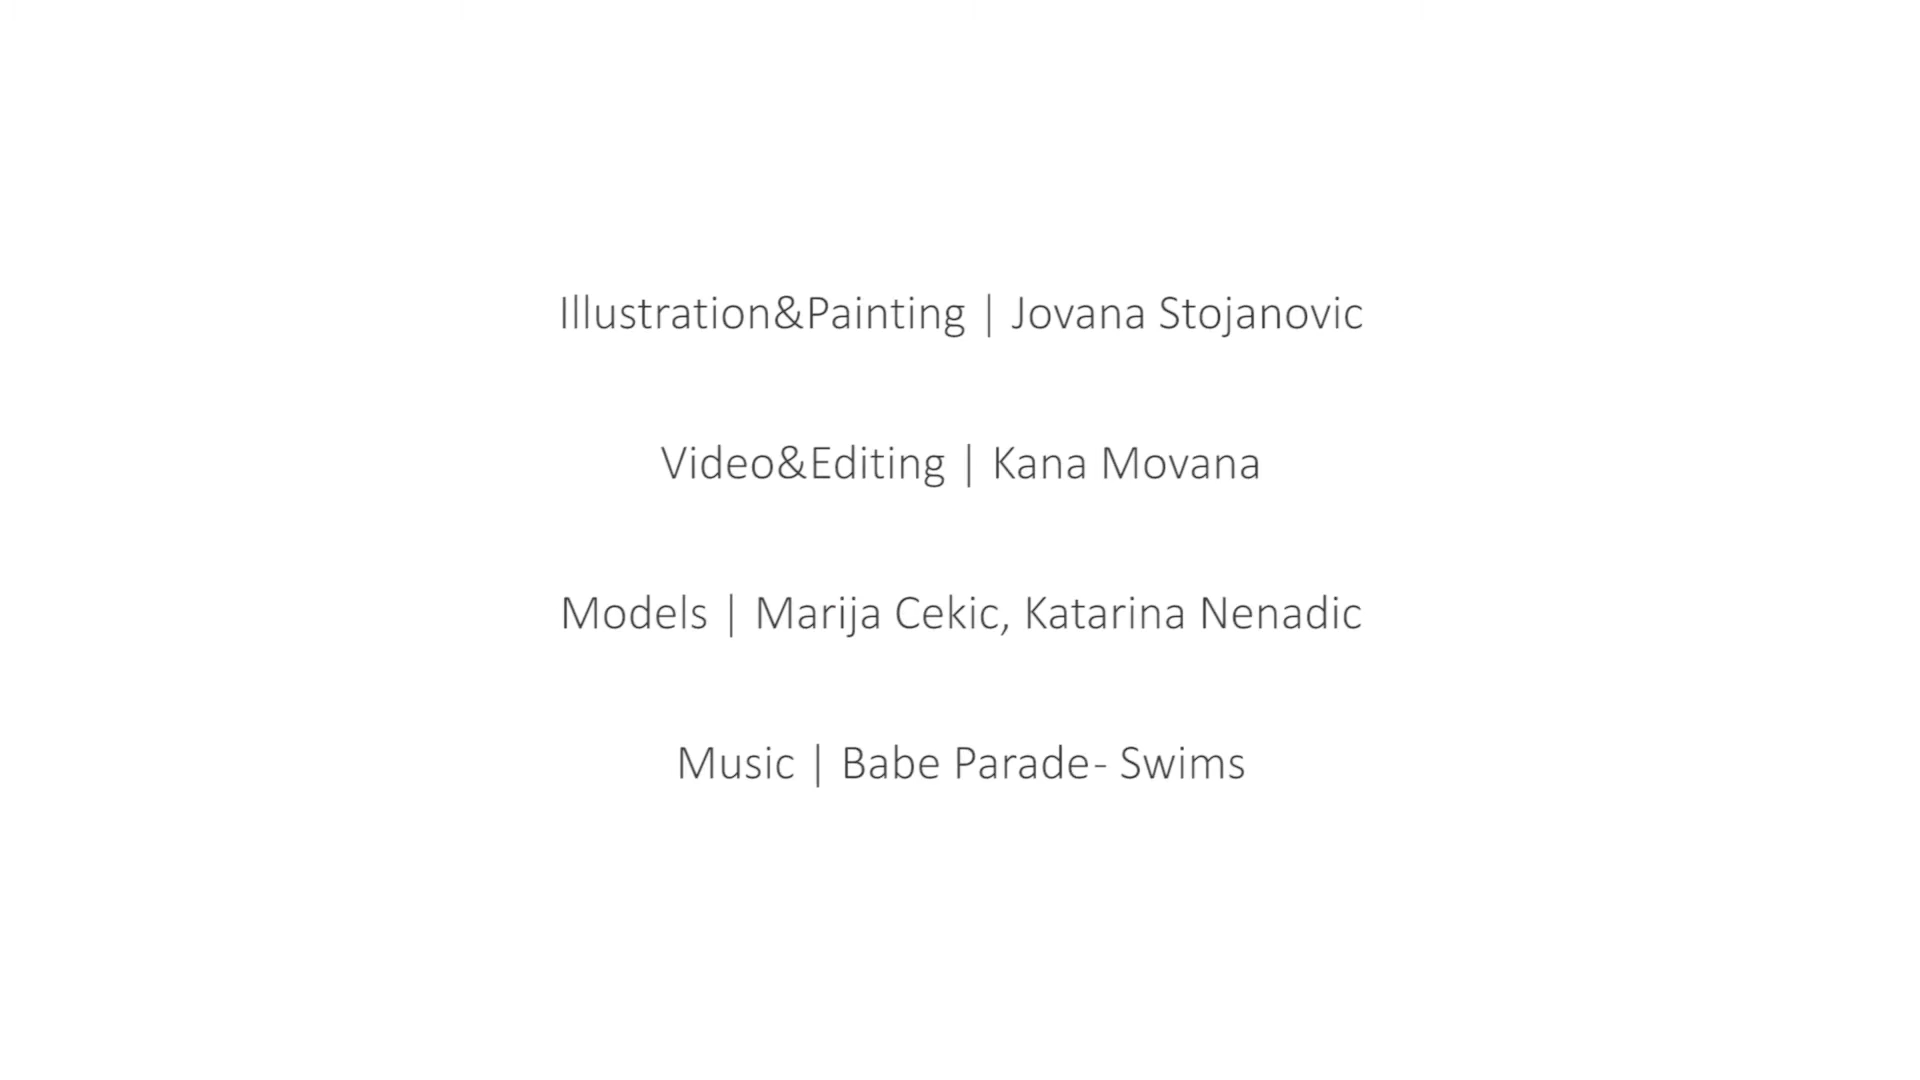 Illustration&Painting | Jovana Stojanovic
Video&Editing | Kana Movana
Models | Marija Cekic, Katarina Nenadic
Music | Babe Parade- Swims